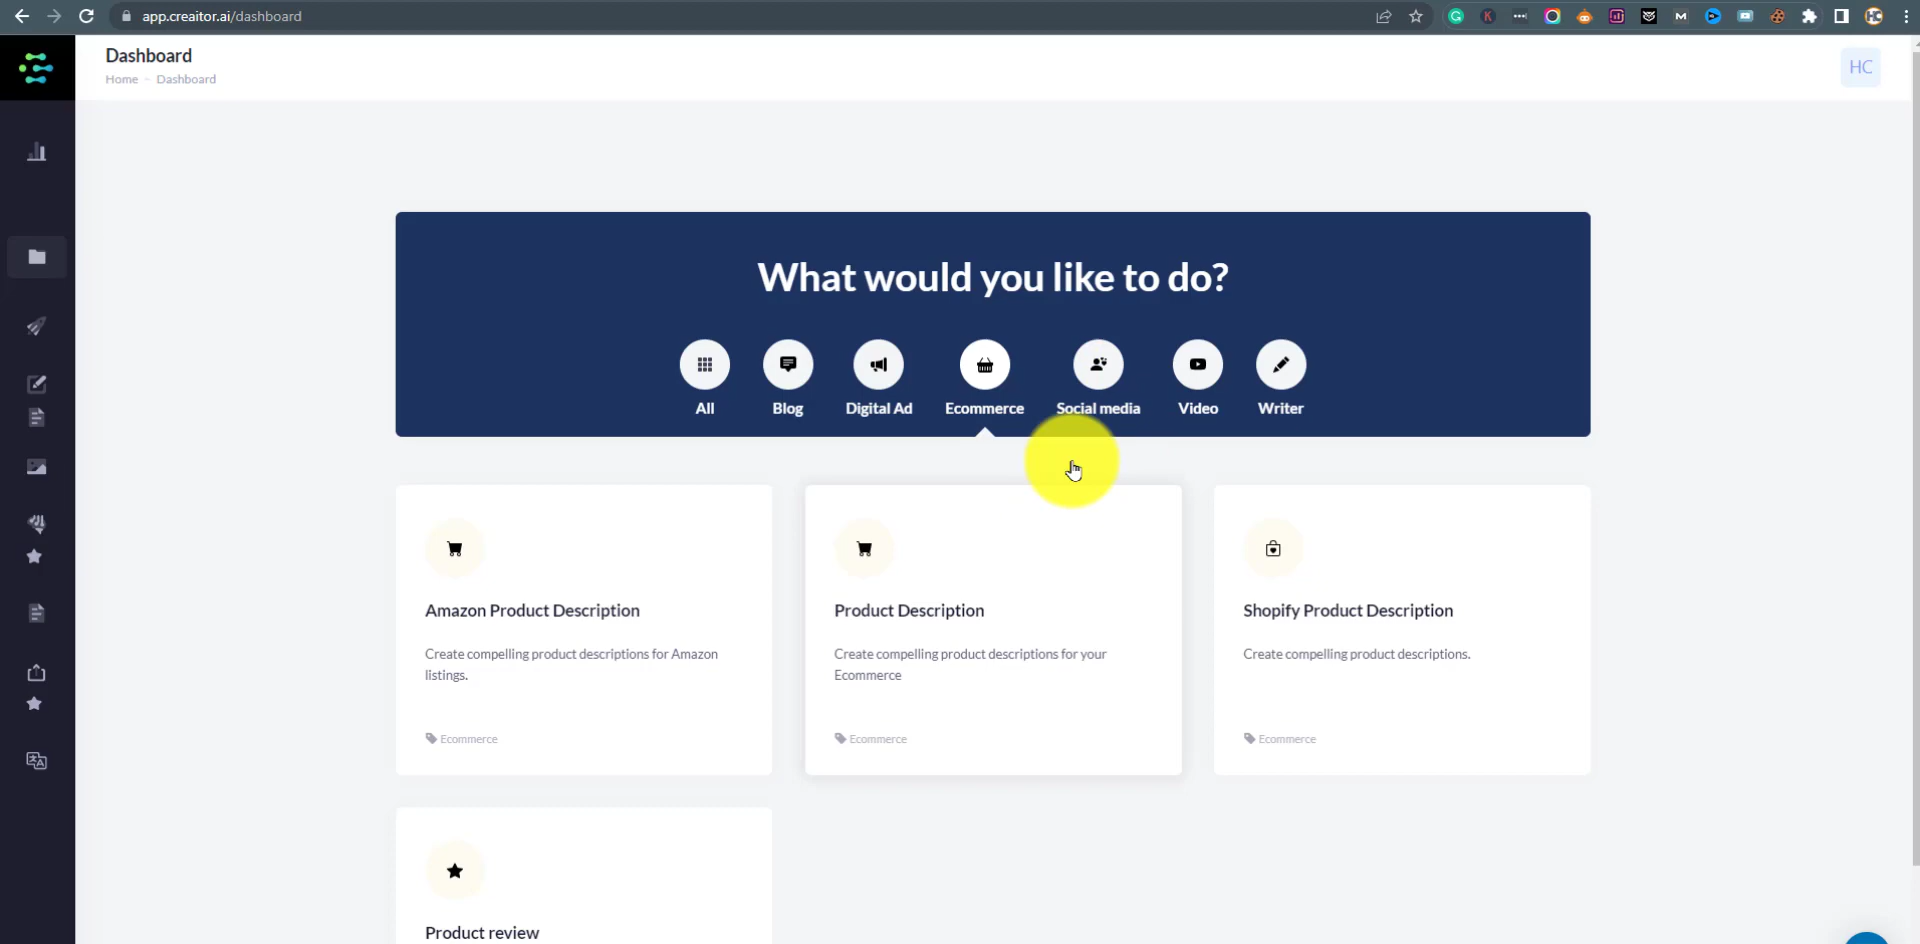 app.creaitor.ai/dashboard
Dashboard
Home - Dashboard
HC
What would you like to do?
All
Blog
Digital Ad
Ecommerce
Social media
Video
Writer
Amazon Product Description
Create compelling product descriptions for Amazon
listings.
Ecommerce
Product Description
Create compelling product descriptions for your
Ecommerce
Ecommerce
Shopify Product Description
Create compelling product descriptions.
Ecommerce
Product review